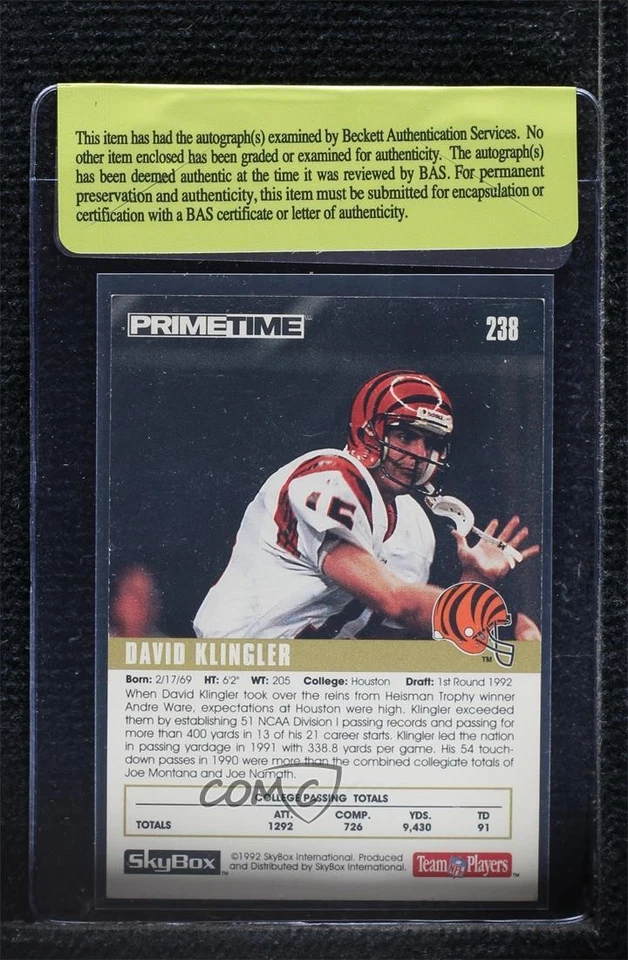 This item has had the autograph(s) examined by Beckett Authentication Services. No
other item enclosed has been graded or examined for authenticity. The autograph(s)
has been deemed authentic at the time it was reviewed by BAS. For permanent
preservation and authenticity, this item must be submitted for encapsulation or
certification with a BAS certificate or letter of authenticity.
PRIMETIME
238
15
DAVID KLINGLER
TM
Born: 2/17/69 HT: 6'2" WT: 205 College: Houston Draft: 1st Round 1992
When David Klingler took over the reins from Heisman Trophy winner
Andre Ware, expectations at Houston were high. Klingler exceeded
them by establishing 51 NCAA Division I passing records and passing for
more than 400 yards in 13 of his 21 career starts. Klingler led the nation
in passing yardage in 1991 with 338.8 yards per game. His 54 touch-
down passes in 1990 were more than the combined collegiate totals of
Joe Montana and Joe Namath.
COMC
COLLEGE PASSING TOTALS
ATT. COMP. YDS. TD
TOTALS 1292 726 9,430 91
SkyBox TM
©1992 SkyBox International. Produced
and Distributed by SkyBox International.
Team NFL Players TM